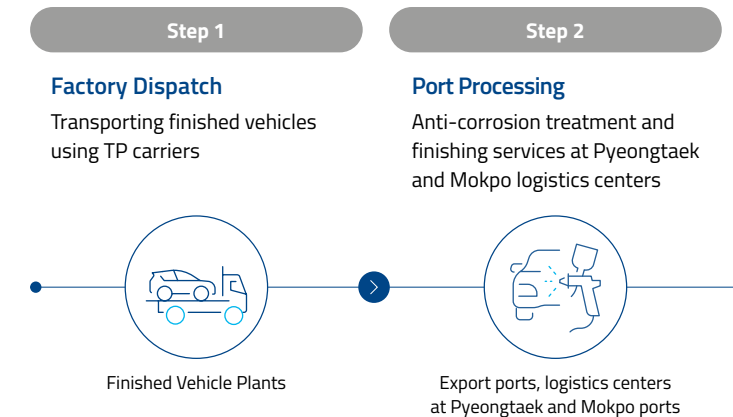 Step 1
Factory Dispatch
Transporting finished vehicles
using TP carriers
Finished Vehicle Plants
Step 2
Port Processing
Anti-corrosion treatment and
finishing services at Pyeongtaek
and Mokpo logistics centers
Export ports, logistics centers
at Pyeongtaek and Mokpo ports